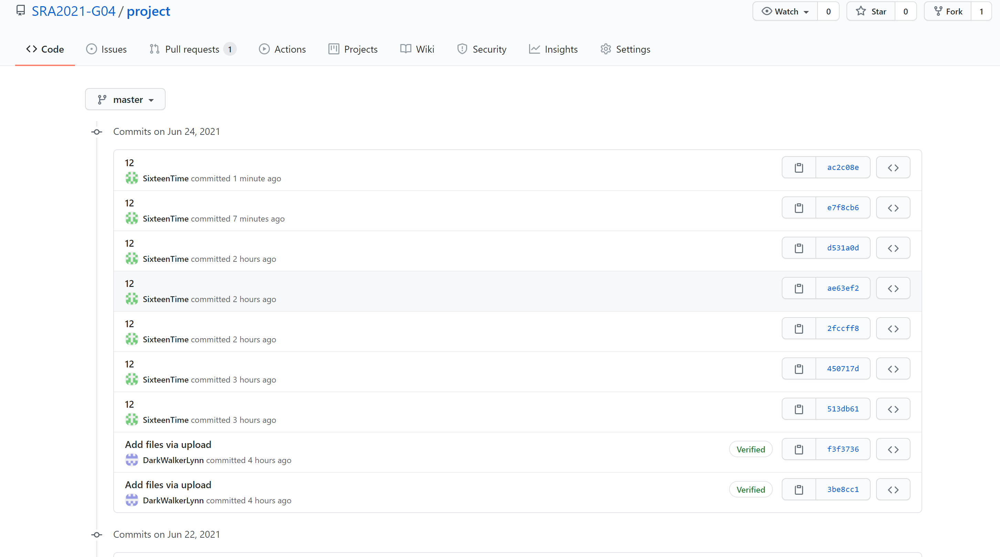 SRA2021-G04 / project
Watch 0 Star 0 Fork 1
Code Issues Pull requests 1 Actions Projects Wiki Security Insights Settings
master
Commits on Jun 24, 2021
12
ac2c08e
SixteenTime committed 1 minute ago
12
e7f8cb6
SixteenTime committed 7 minutes ago
12
d531a0d
SixteenTime committed 2 hours ago
12
ae63ef2
SixteenTime committed 2 hours ago
12
2fccff8
SixteenTime committed 2 hours ago
12
450717d
SixteenTime committed 3 hours ago
12
513db61
SixteenTime committed 3 hours ago
Add files via upload
Verified f3f3736
DarkWalkerLynn committed 4 hours ago
Add files via upload
Verified 3be8cc1
DarkWalkerLynn committed 4 hours ago
Commits on Jun 22, 2021